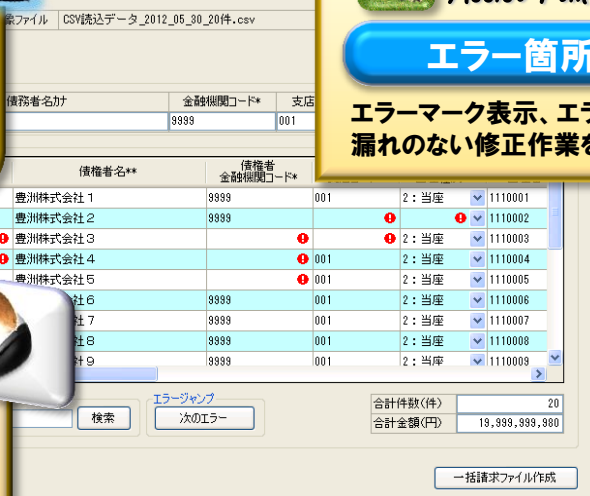 象ファイル CSV読込データ_2012_05_30_20件.csv
エラー箇所
エラーマーク表示、エラ
漏れのない修正作業を
債務者名カナ 金融機関コード* 支店
9999 001
債権者名** 債権者
金融機関コード*
豊洲株式会社1 9999 001 2:当座 1110001
豊洲株式会社2 9999 1110002
豊洲株式会社3 2:当座 1110003
豊洲株式会社4 001 2:当座 1110004
豊洲株式会社5 001 2:当座 1110005
会社6 9999 001 2:当座 1110006
社7 9999 001 2:当座 1110007
社8 9999 001 2:当座 1110008
9 9999 001 2:当座 1110009
エラージャンプ
検索 次のエラー
合計件数(件) 20
合計金額(円) 19,999,999,980
一括請求ファイル作成